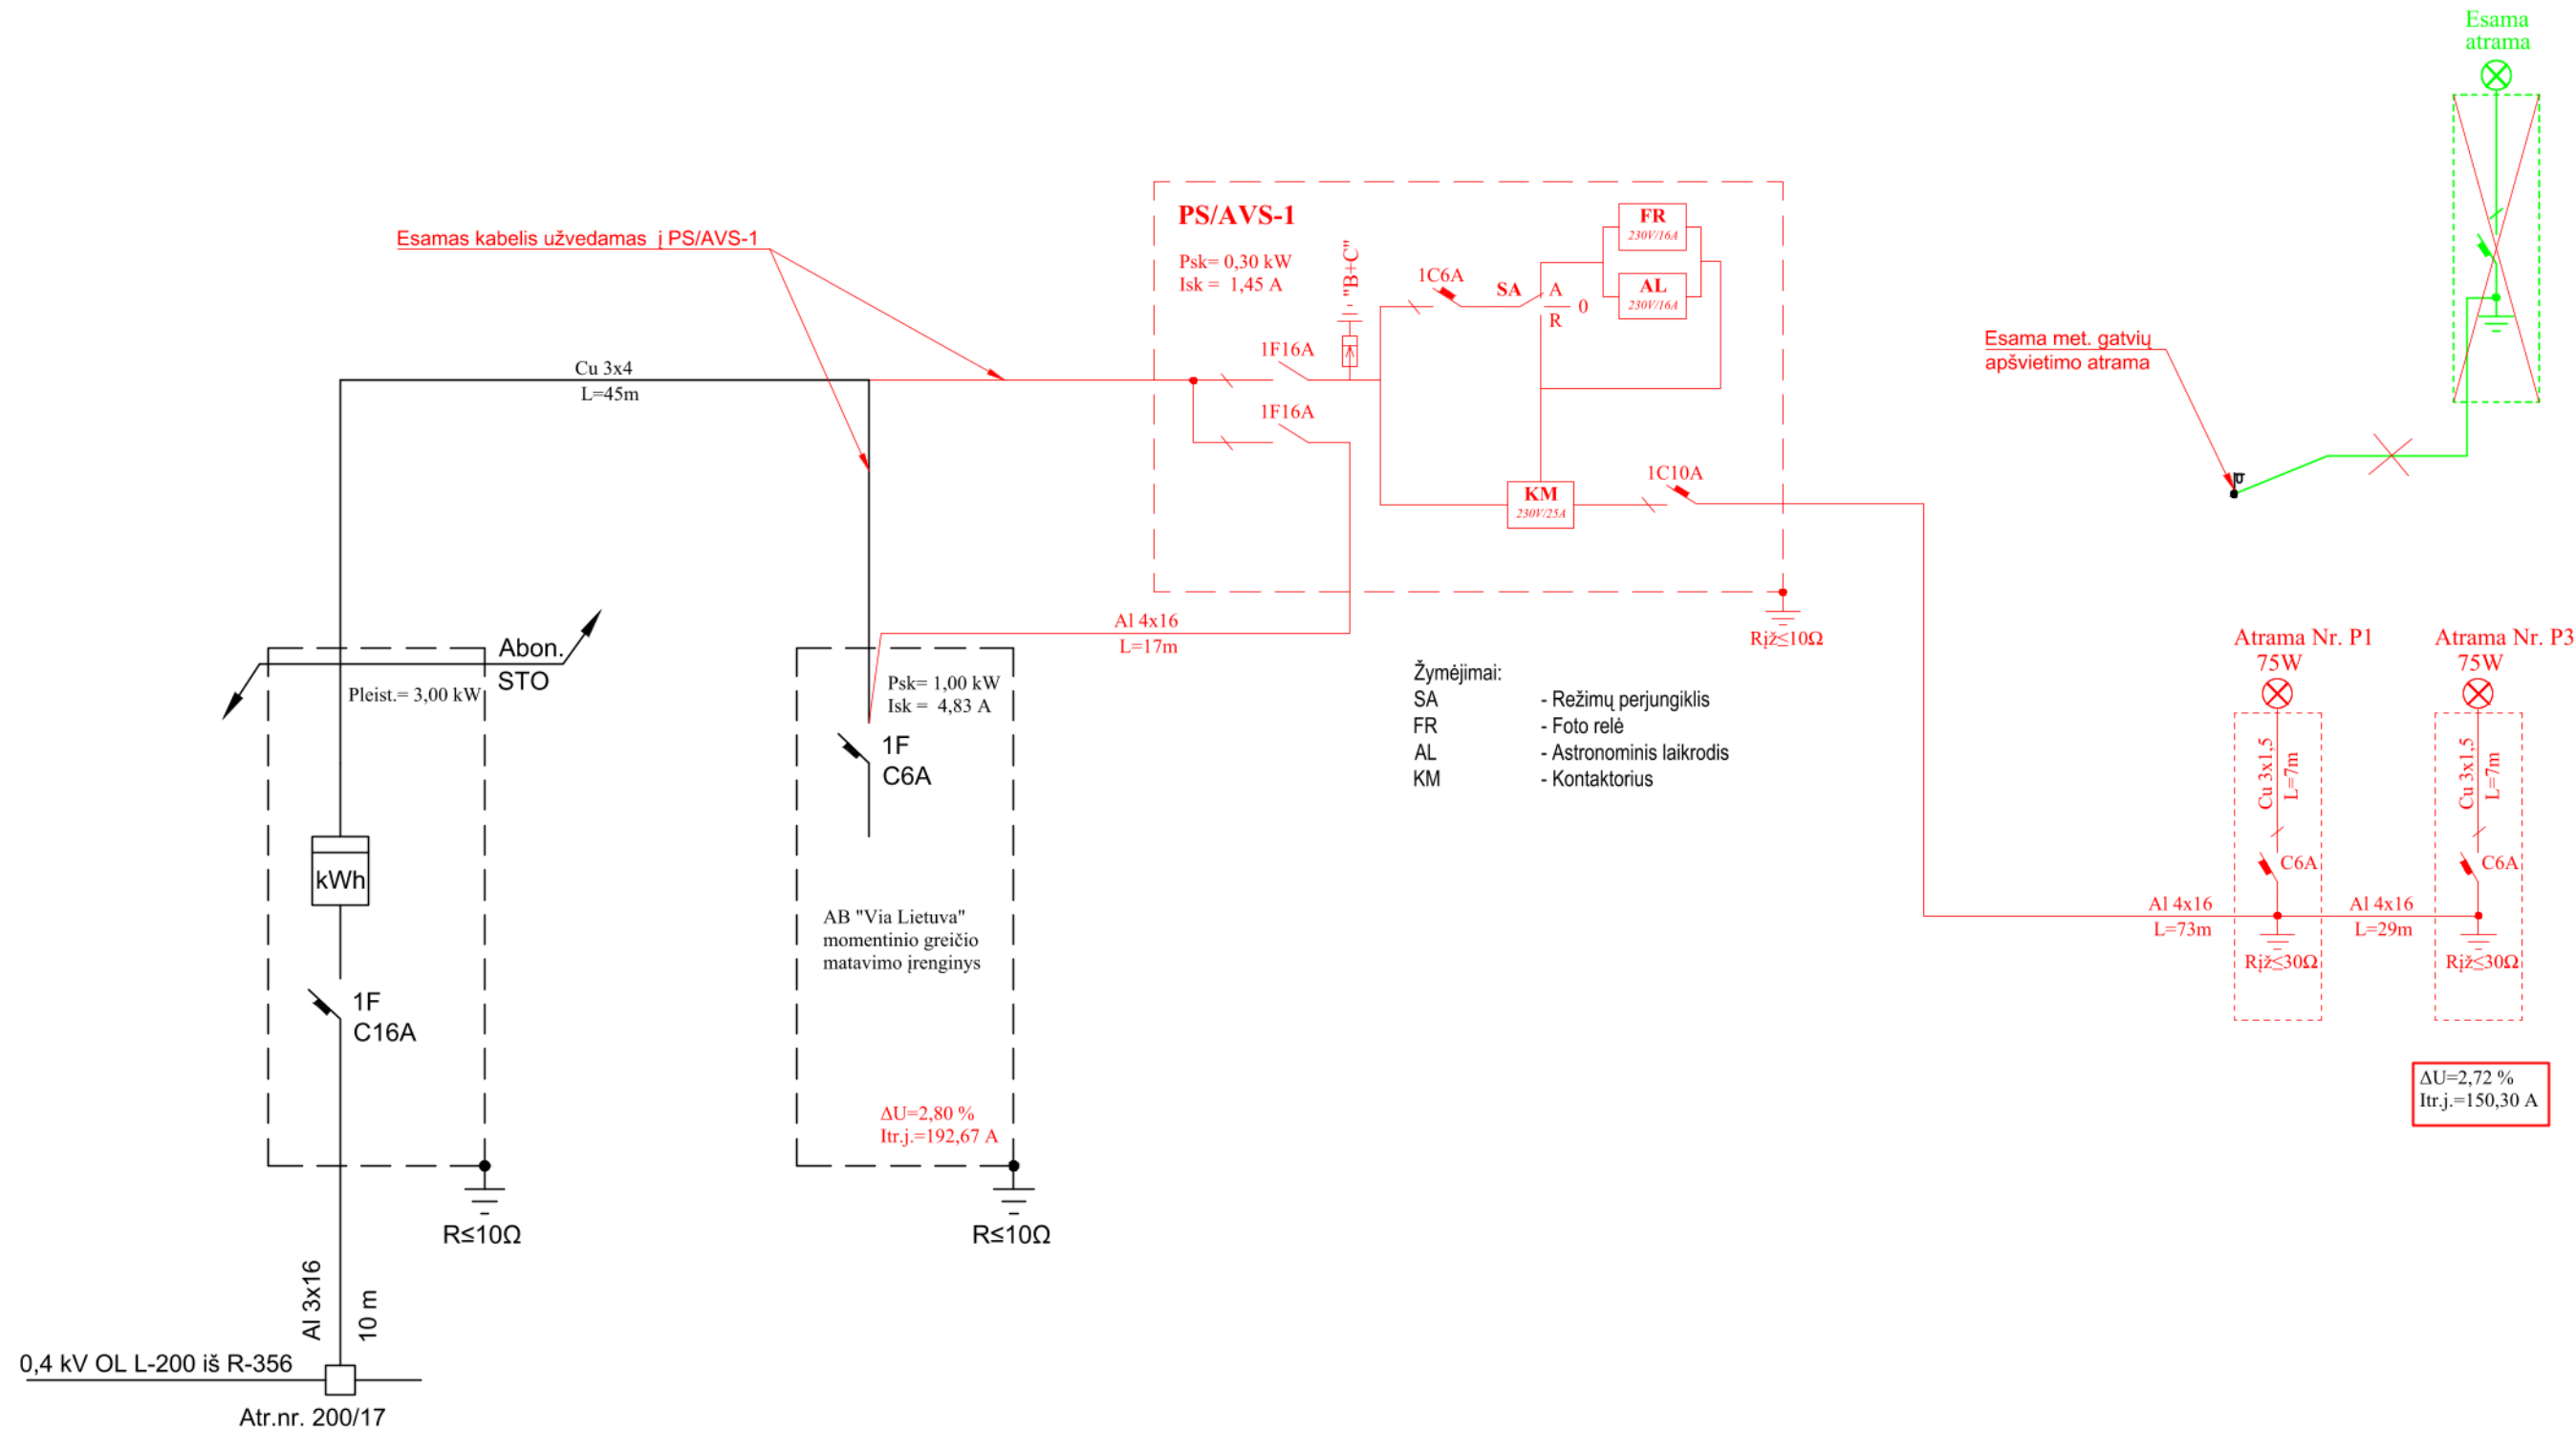 Esama
atrama
PS/AVS-1
Psk= 0,30 kW
Isk = 1,45 A
"B+C"
FR
230V/16A
AL
230V/16A
1C6A
SA
A
0
R
1F16A
1F16A
KM
230V/25A
1C10A
Rįž≤10Ω
Esamas kabelis užvedamas į PS/AVS-1
Cu 3x4
L=45m
Al 4x16
L=17m
Esama met. gatvių
apšvietimo atrama
Abon.
STO
Pleist.= 3,00 kW
kWh
1F
C16A
R≤10Ω
Al 3x16
10 m
0,4 kV OL L-200 iš R-356
Atr.nr. 200/17
Psk= 1,00 kW
Isk = 4,83 A
1F
C6A
AB "Via Lietuva"
momentinio greičio
matavimo įrenginys
ΔU=2,80 %
Itr.j.=192,67 A
R≤10Ω
Žymėjimai:
SA - Režimų perjungiklis
FR - Foto relė
AL - Astronominis laikrodis
KM - Kontaktorius
Atrama Nr. P1
75W
Cu 3x1,5
L=7m
C6A
Al 4x16
L=73m
Rįž≤30Ω
Atrama Nr. P3
75W
Cu 3x1,5
L=7m
C6A
Al 4x16
L=29m
Rįž≤30Ω
ΔU=2,72 %
Itr.j.=150,30 A